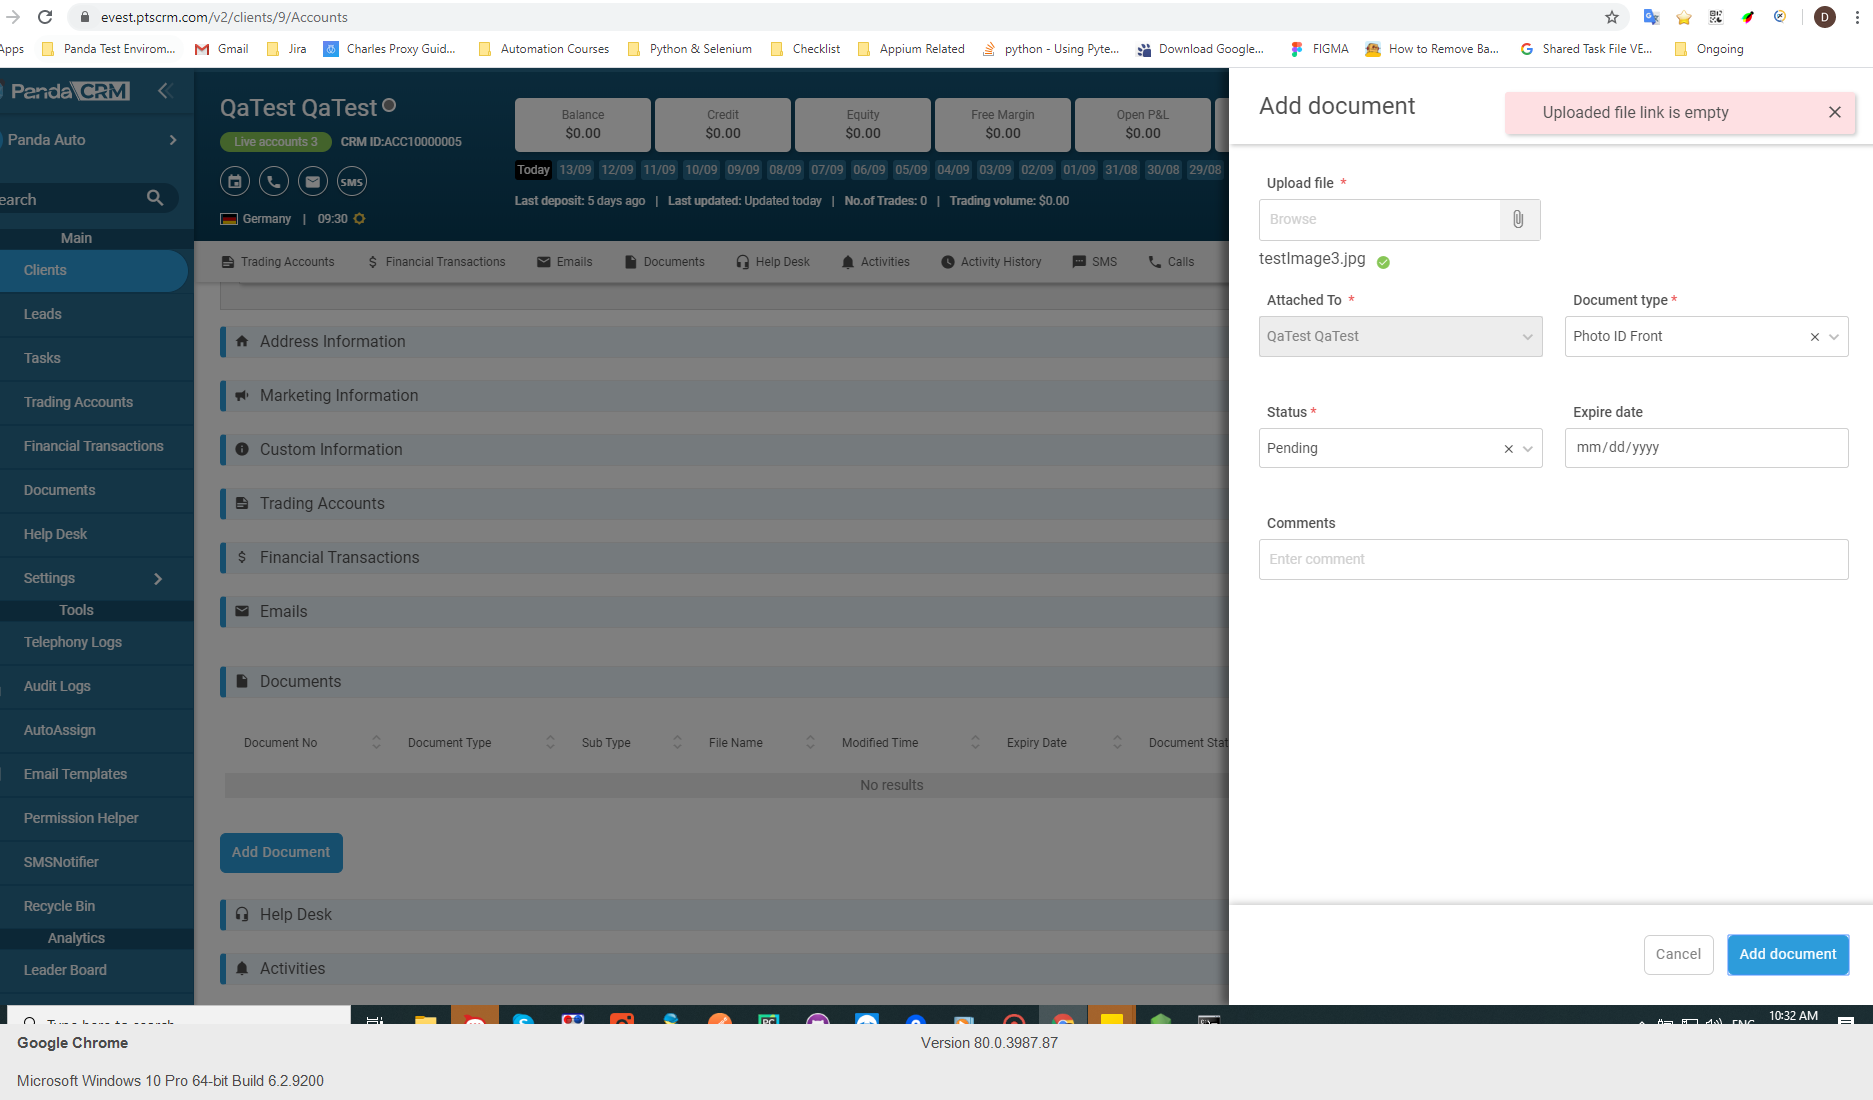 evest.ptscrm.com/v2/clients/9/Accounts
D
Apps
Panda Test Envirom...
Gmail
Jira
Charles Proxy Guid...
Automation Courses
Python & Selenium
Checklist
Appium Related
python - Using Pyte...
Download Google...
FIGMA
How to Remove Ba...
Shared Task File VE...
Ongoing
Panda CRM
Panda Auto
earch
Main
Clients
Leads
Tasks
Trading Accounts
Financial Transactions
Documents
Help Desk
Settings
Tools
Telephony Logs
Audit Logs
AutoAssign
Email Templates
Permission Helper
SMSNotifier
Recycle Bin
Analytics
Leader Board
QaTest QaTest
Live accounts 3 CRM ID:ACC10000005
SMS
Germany | 09:30
Balance
$0.00
Credit
$0.00
Equity
$0.00
Free Margin
$0.00
Open P&L
$0.00
Today 13/09 12/09 11/09 10/09 09/09 08/09 07/09 06/09 05/09 04/09 03/09 02/09 01/09 31/08 30/08 29/08
Last deposit: 5 days ago | Last updated: Updated today | No.of Trades: 0 | Trading volume: $0.00
Trading Accounts
Financial Transactions
Emails
Documents
Help Desk
Activities
Activity History
SMS
Calls
Address Information
Marketing Information
Custom Information
Trading Accounts
Financial Transactions
Emails
Documents
Document No
Document Type
Sub Type
File Name
Modified Time
Expiry Date
Document Stat
No results
Add Document
Help Desk
Activities
Add document
Uploaded file link is empty
Upload file *
Browse
testImage3.jpg
Attached To *
QaTest QaTest
Document type *
Photo ID Front
Status *
Pending
Expire date
mm/dd/yyyy
Comments
Enter comment
Cancel
Add document
Type here to search
ENG
10:32 AM
Google Chrome
Version 80.0.3987.87
Microsoft Windows 10 Pro 64-bit Build 6.2.9200